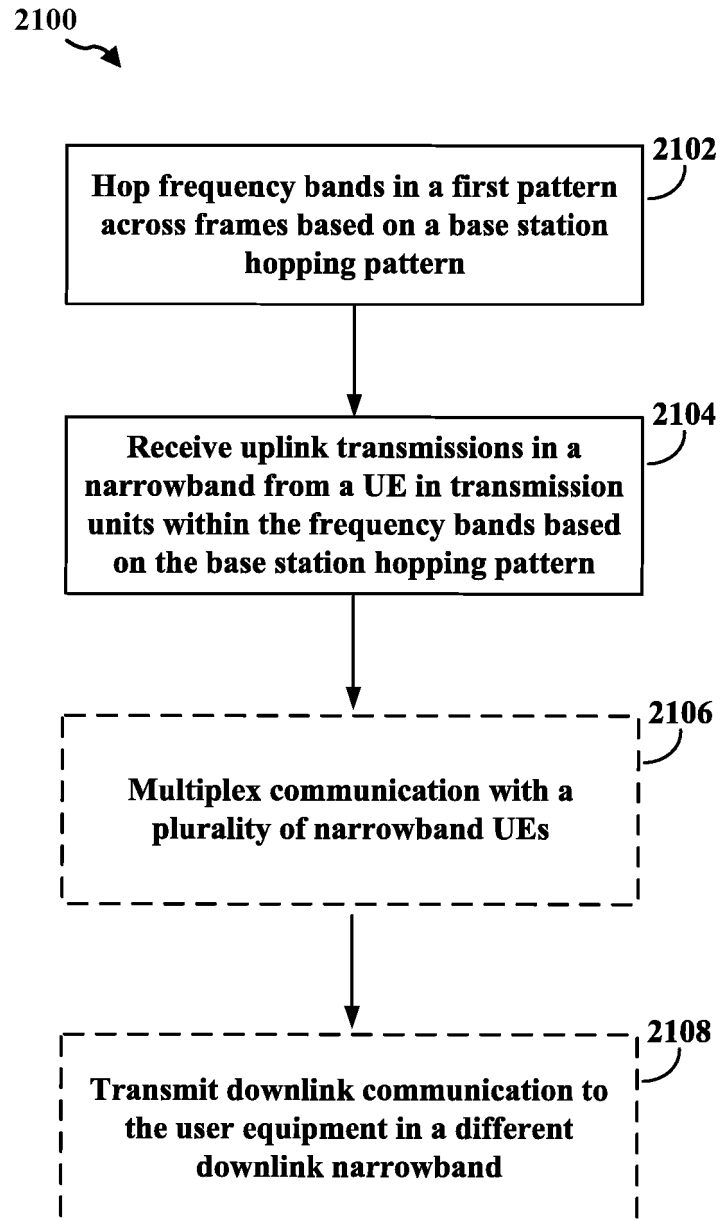 2100
2102
Hop frequency bands in a first pattern
across frames based on a base station
hopping pattern
2104
Receive uplink transmissions in a
narrowband from a UE in transmission
units within the frequency bands based
on the base station hopping pattern
2106
Multiplex communication with a
plurality of narrowband UEs
2108
Transmit downlink communication to
the user equipment in a different
downlink narrowband